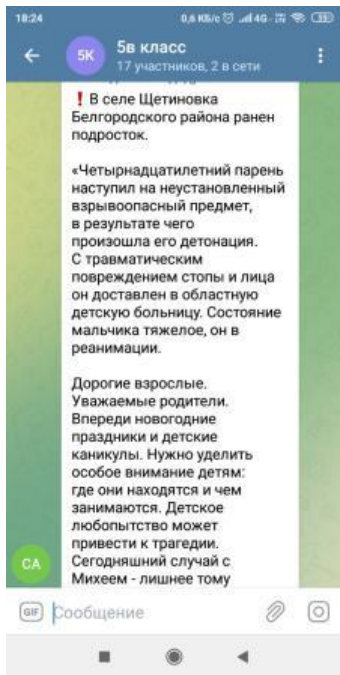 18:24
0,6 КБ/с
4G
5К
5в класс
17 участников, 2 в сети
❗ В селе Щетиновка
Белгородского района ранен
подросток.
«Четырнадцатилетний парень
наступил на неустановленный
взрывоопасный предмет,
в результате чего
произошла его детонация.
С травматическим
повреждением стопы и лица
он доставлен в областную
детскую больницу. Состояние
мальчика тяжелое, он в
реанимации.
Дорогие взрослые.
Уважаемые родители.
Впереди новогодние
праздники и детские
каникулы. Нужно уделить
особое внимание детям:
где они находятся и чем
занимаются. Детское
любопытство может
привести к трагедии.
Сегодняшний случай с
Михеем - лишнее тому
СА
GIF
Сообщение